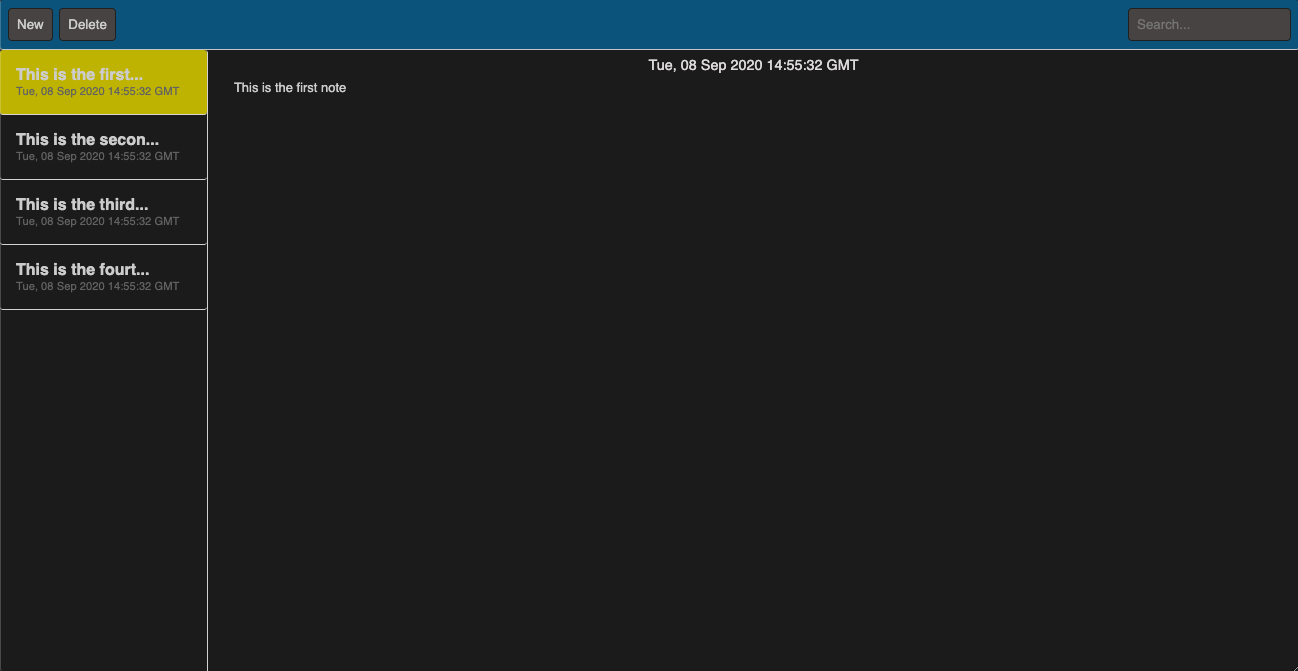 New Delete Search...
This is the first...
Tue, 08 Sep 2020 14:55:32 GMT
This is the secon...
Tue, 08 Sep 2020 14:55:32 GMT
This is the third...
Tue, 08 Sep 2020 14:55:32 GMT
This is the fourt...
Tue, 08 Sep 2020 14:55:32 GMT
Tue, 08 Sep 2020 14:55:32 GMT
This is the first note